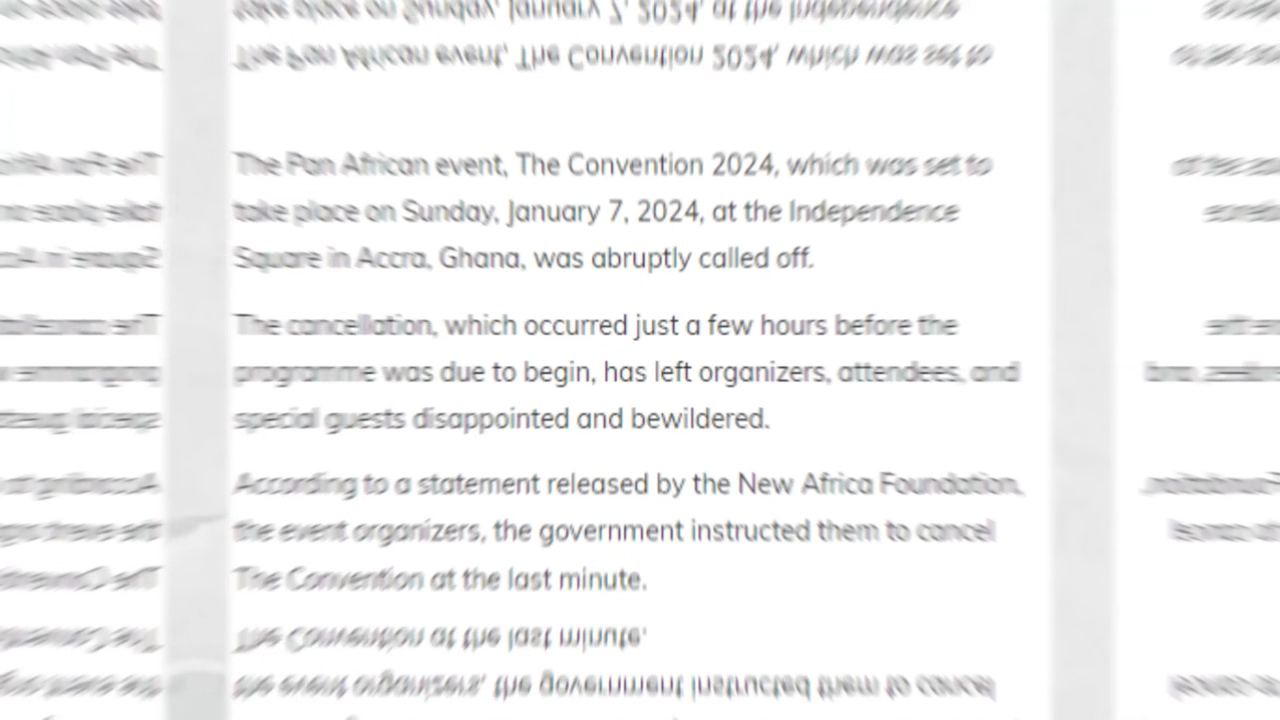 The Pan African event, The Convention 2024, which was set to
take place on Sunday, January 7, 2024, at the Independence
Square in Accra, Ghana, was abruptly called off.
The cancellation, which occurred just a few hours before the
programme was due to begin, has left organizers, attendees, and
special guests disappointed and bewildered.
According to a statement released by the New Africa Foundation,
the event organizers, the government instructed them to cancel
The Convention at the last minute.